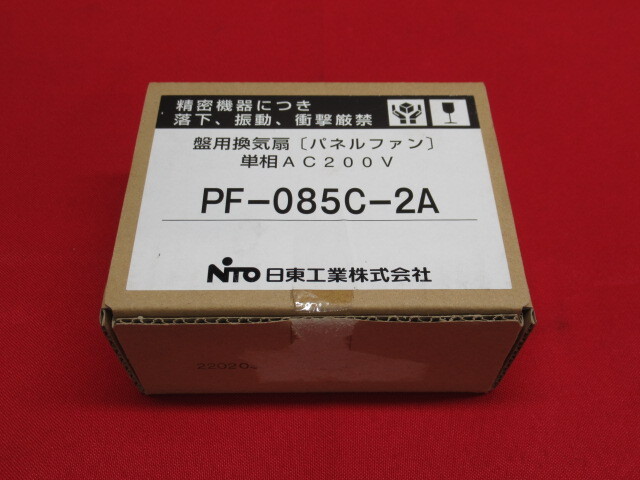 精密機器につき
落下、振動、衝撃厳禁
盤用換気扇〔パネルファン〕
単相AC200V
PF-085C-2A
NiTO 日東工業株式会社